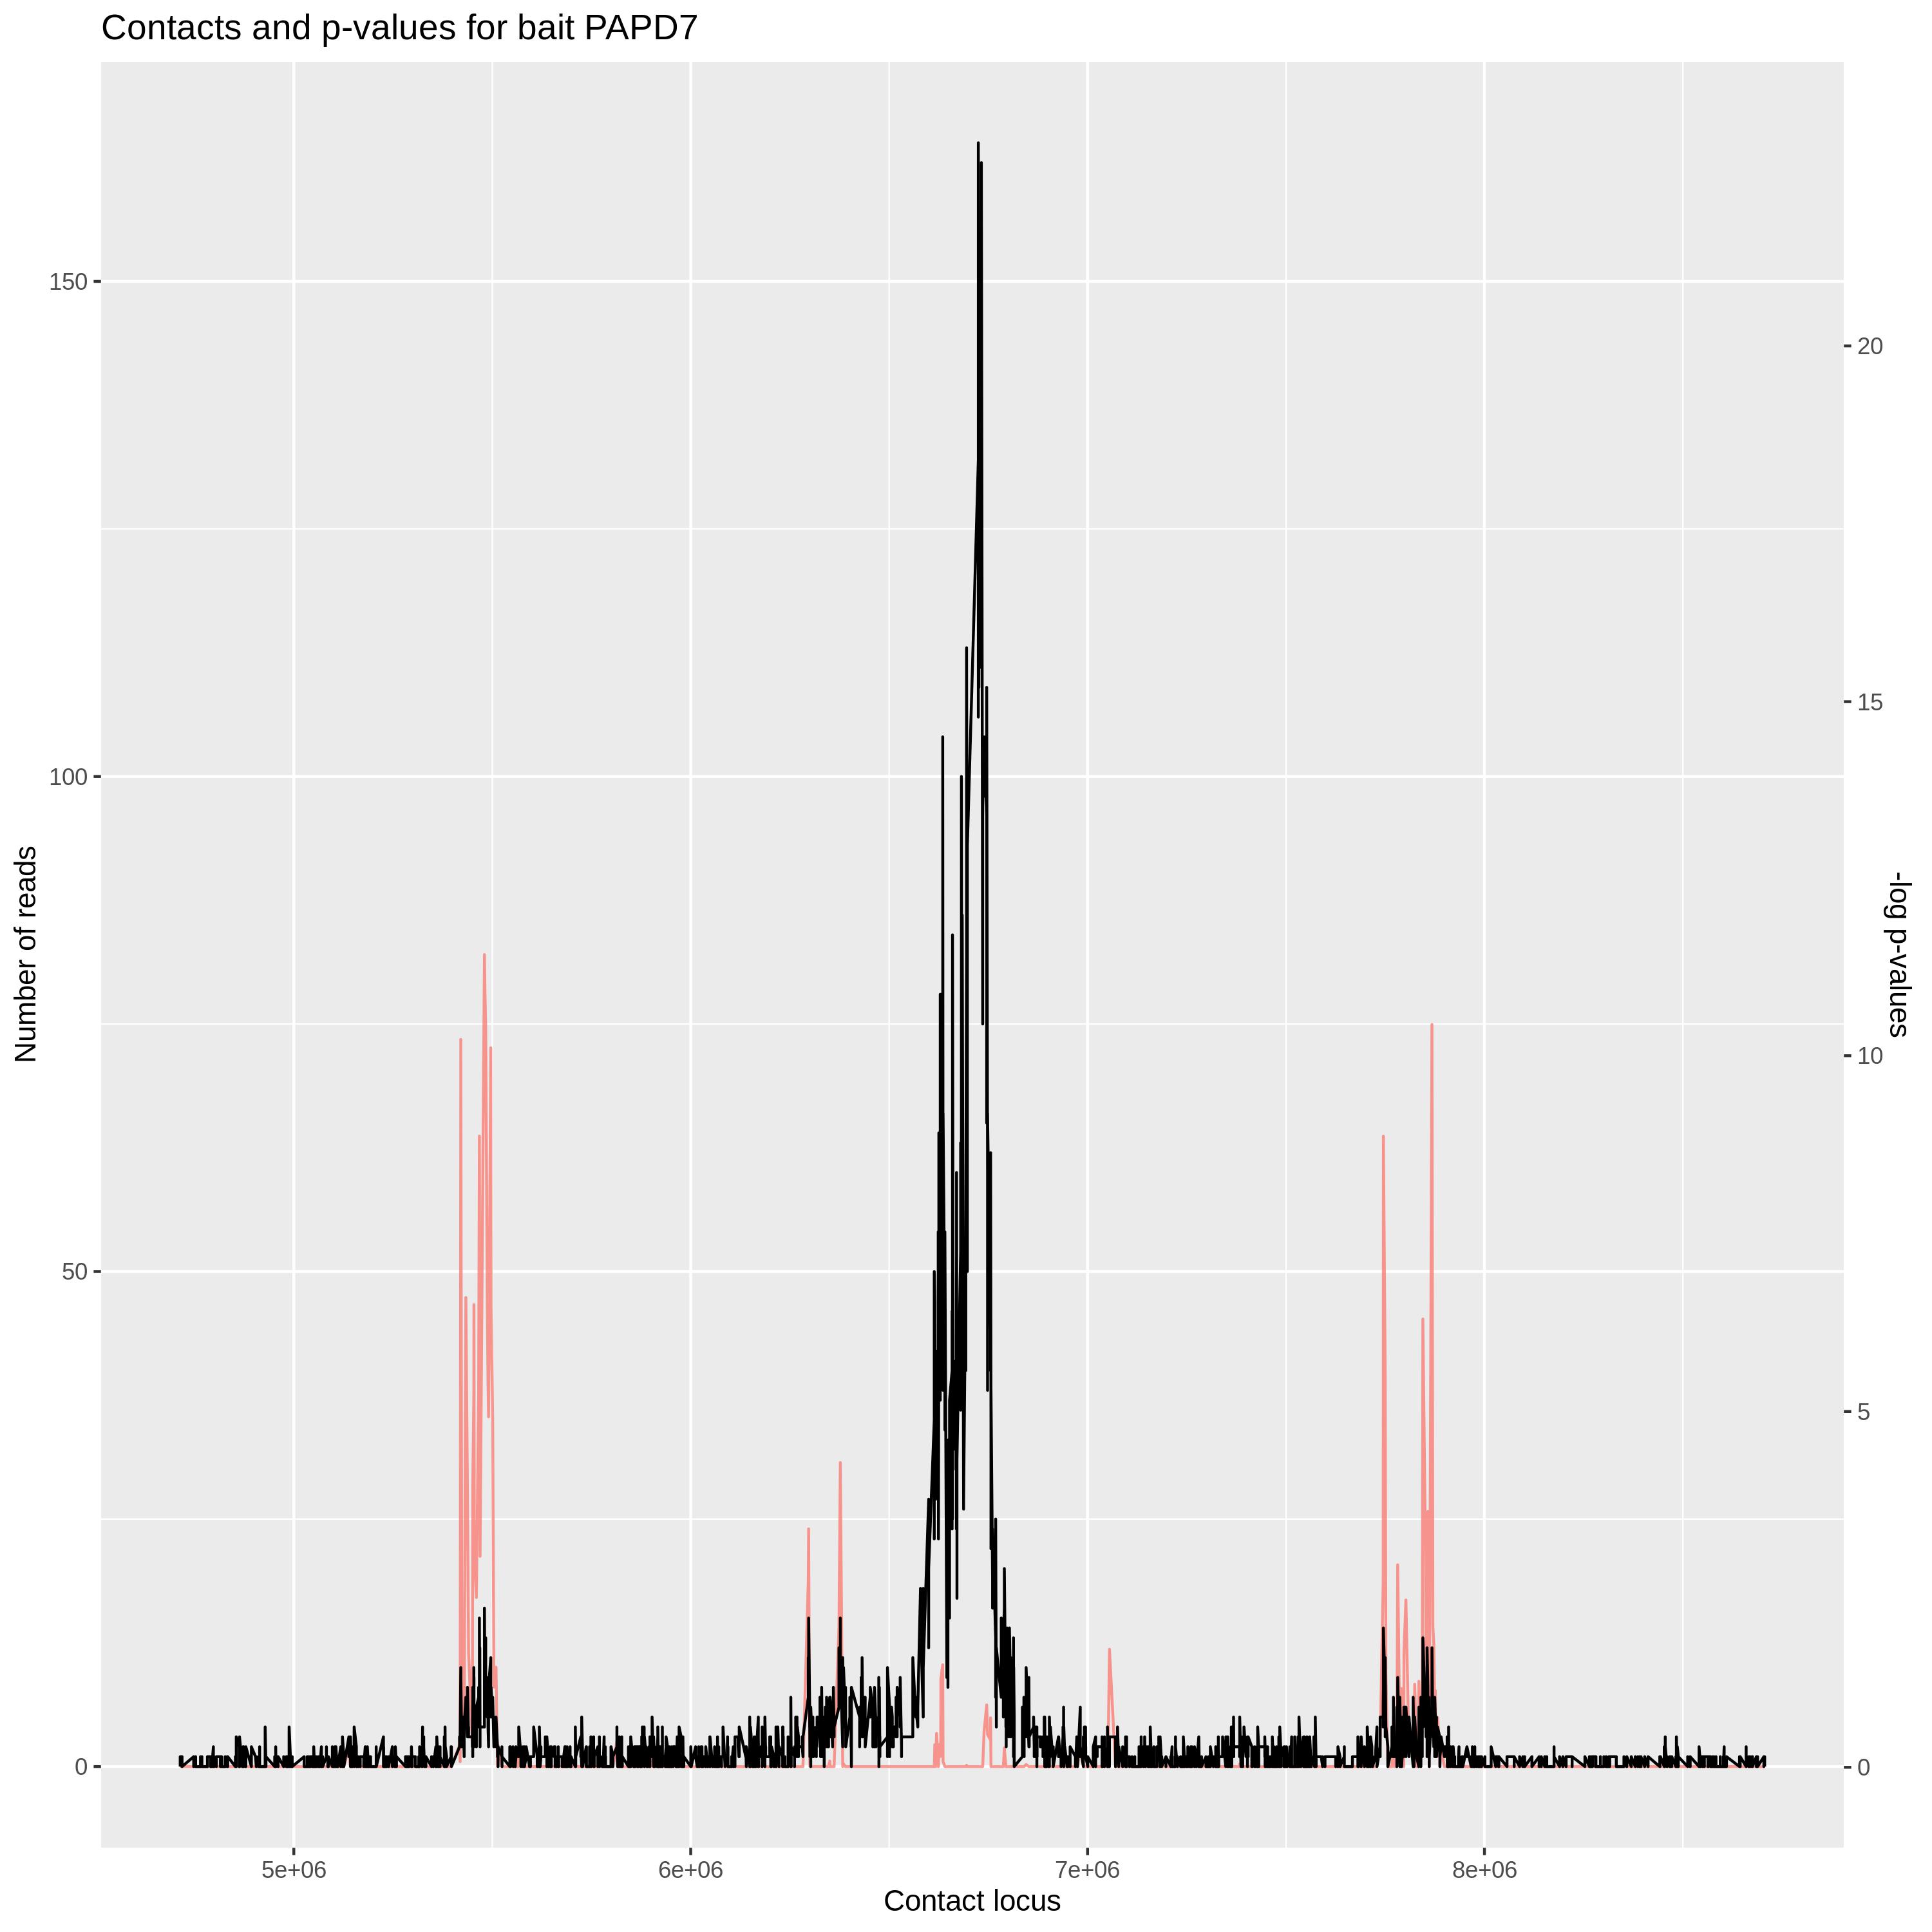 Contacts and p-values for bait PAPD7
150
100
50
0
Number of reads
20
15
10
5
0
-log p-values
5e+06
6e+06
7e+06
8e+06
Contact locus